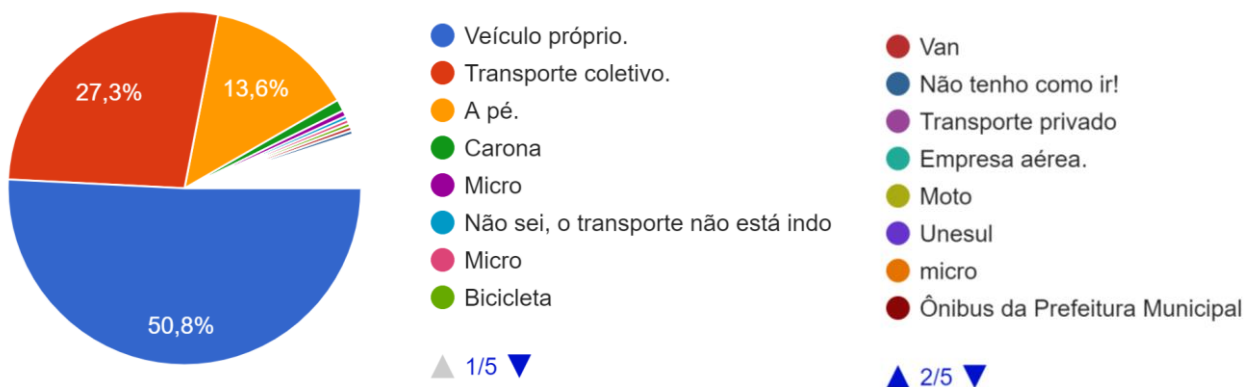 27,3%
13,6%
50,8%
Veículo próprio.
Transporte coletivo.
A pé.
Carona
Micro
Não sei, o transporte não está indo
Micro
Bicicleta
1/5
Van
Não tenho como ir!
Transporte privado
Empresa aérea.
Moto
Unesul
micro
Ônibus da Prefeitura Municipal
2/5